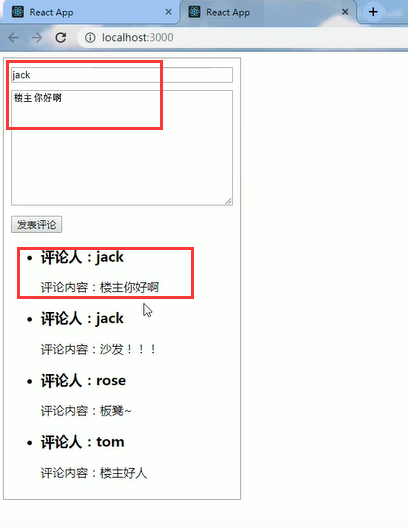 React App
React App
localhost:3000
jack
楼主你好啊
发表评论
评论人：jack
评论内容：楼主你好啊
评论人：jack
评论内容：沙发！！！
评论人：rose
评论内容：板凳~
评论人：tom
评论内容：楼主好人